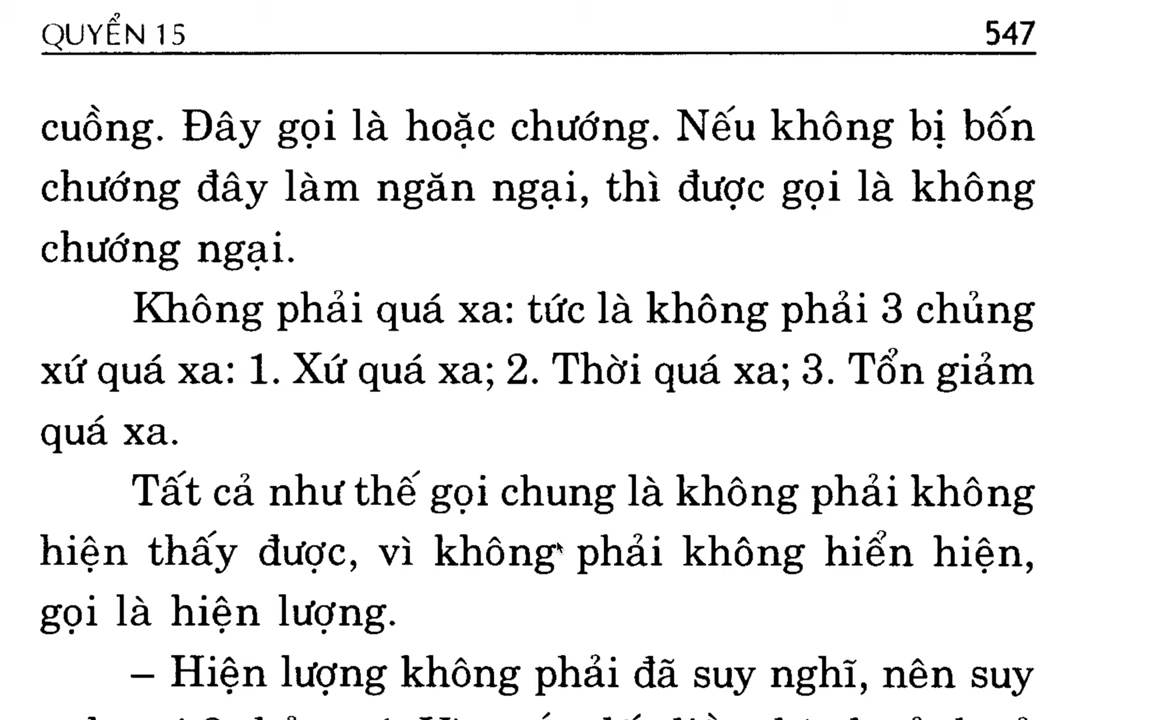 QUYỂN 15 547
cuồng. Đây gọi là hoặc chướng. Nếu không bị bốn
chướng đây làm ngăn ngại, thì được gọi là không
chướng ngại.
Không phải quá xa: tức là không phải 3 chủng
xứ quá xa: 1. Xứ quá xa; 2. Thời quá xa; 3. Tổn giảm
quá xa.
Tất cả như thế gọi chung là không phải không
hiện thấy được, vì không phải không hiển hiện,
gọi là hiện lượng.
– Hiện lượng không phải đã suy nghĩ, nên suy